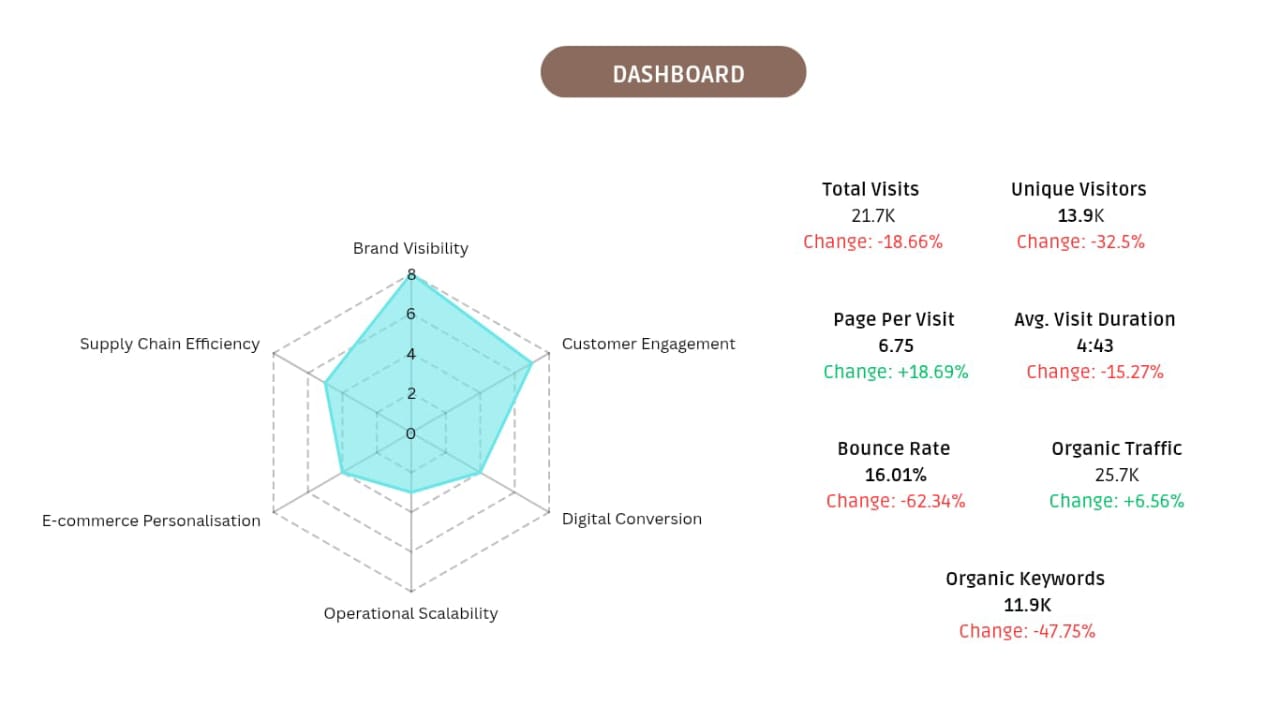 DASHBOARD
Brand Visibility
8
6
4
2
0
Supply Chain Efficiency
Customer Engagement
E-commerce Personalisation
Digital Conversion
Operational Scalability
Total Visits
21.7K
Change: -18.66%
Unique Visitors
13.9K
Change: -32.5%
Page Per Visit
6.75
Change: +18.69%
Avg. Visit Duration
4:43
Change: -15.27%
Bounce Rate
16.01%
Change: -62.34%
Organic Traffic
25.7K
Change: +6.56%
Organic Keywords
11.9K
Change: -47.75%